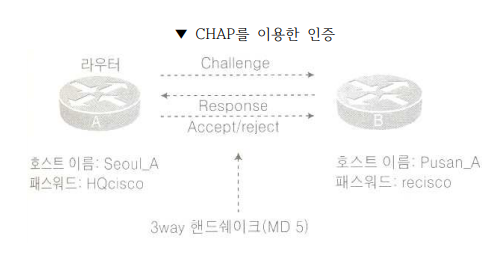 ▼ CHAP를 이용한 인증
라우터
Challenge
Response
Accept/reject
A
B
호스트 이름: Seoul_A
패스워드: HQcisco
호스트 이름: Pusan_A
패스워드: recisco
3way 핸드쉐이크(MD 5)